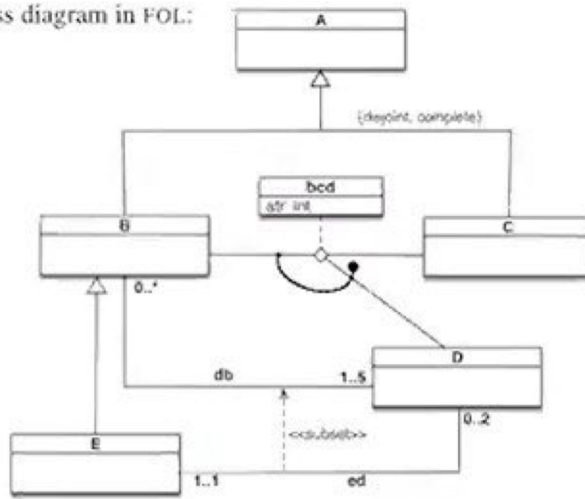 ss diagram in FOL:
A
{disjoint, complete}
bcd
atr int
B
C
0..*
D
db
1..5
0..2
<<subset>>
E
1..1
ed